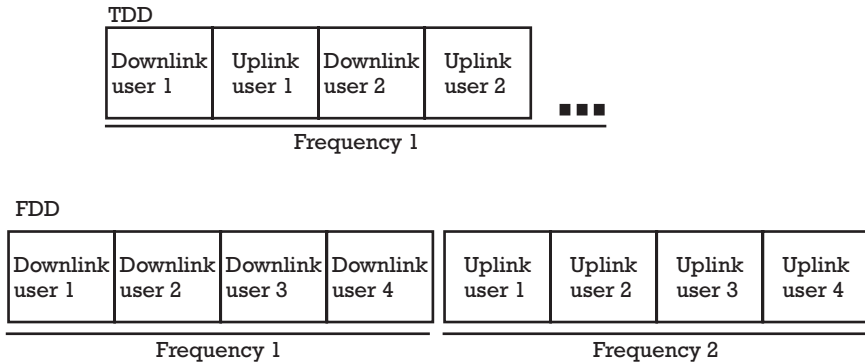 TDD
Downlink user 1
Uplink user 1
Downlink user 2
Uplink user 2
Frequency 1
FDD
Downlink user 1
Downlink user 2
Downlink user 3
Downlink user 4
Uplink user 1
Uplink user 2
Uplink user 3
Uplink user 4
Frequency 1
Frequency 2